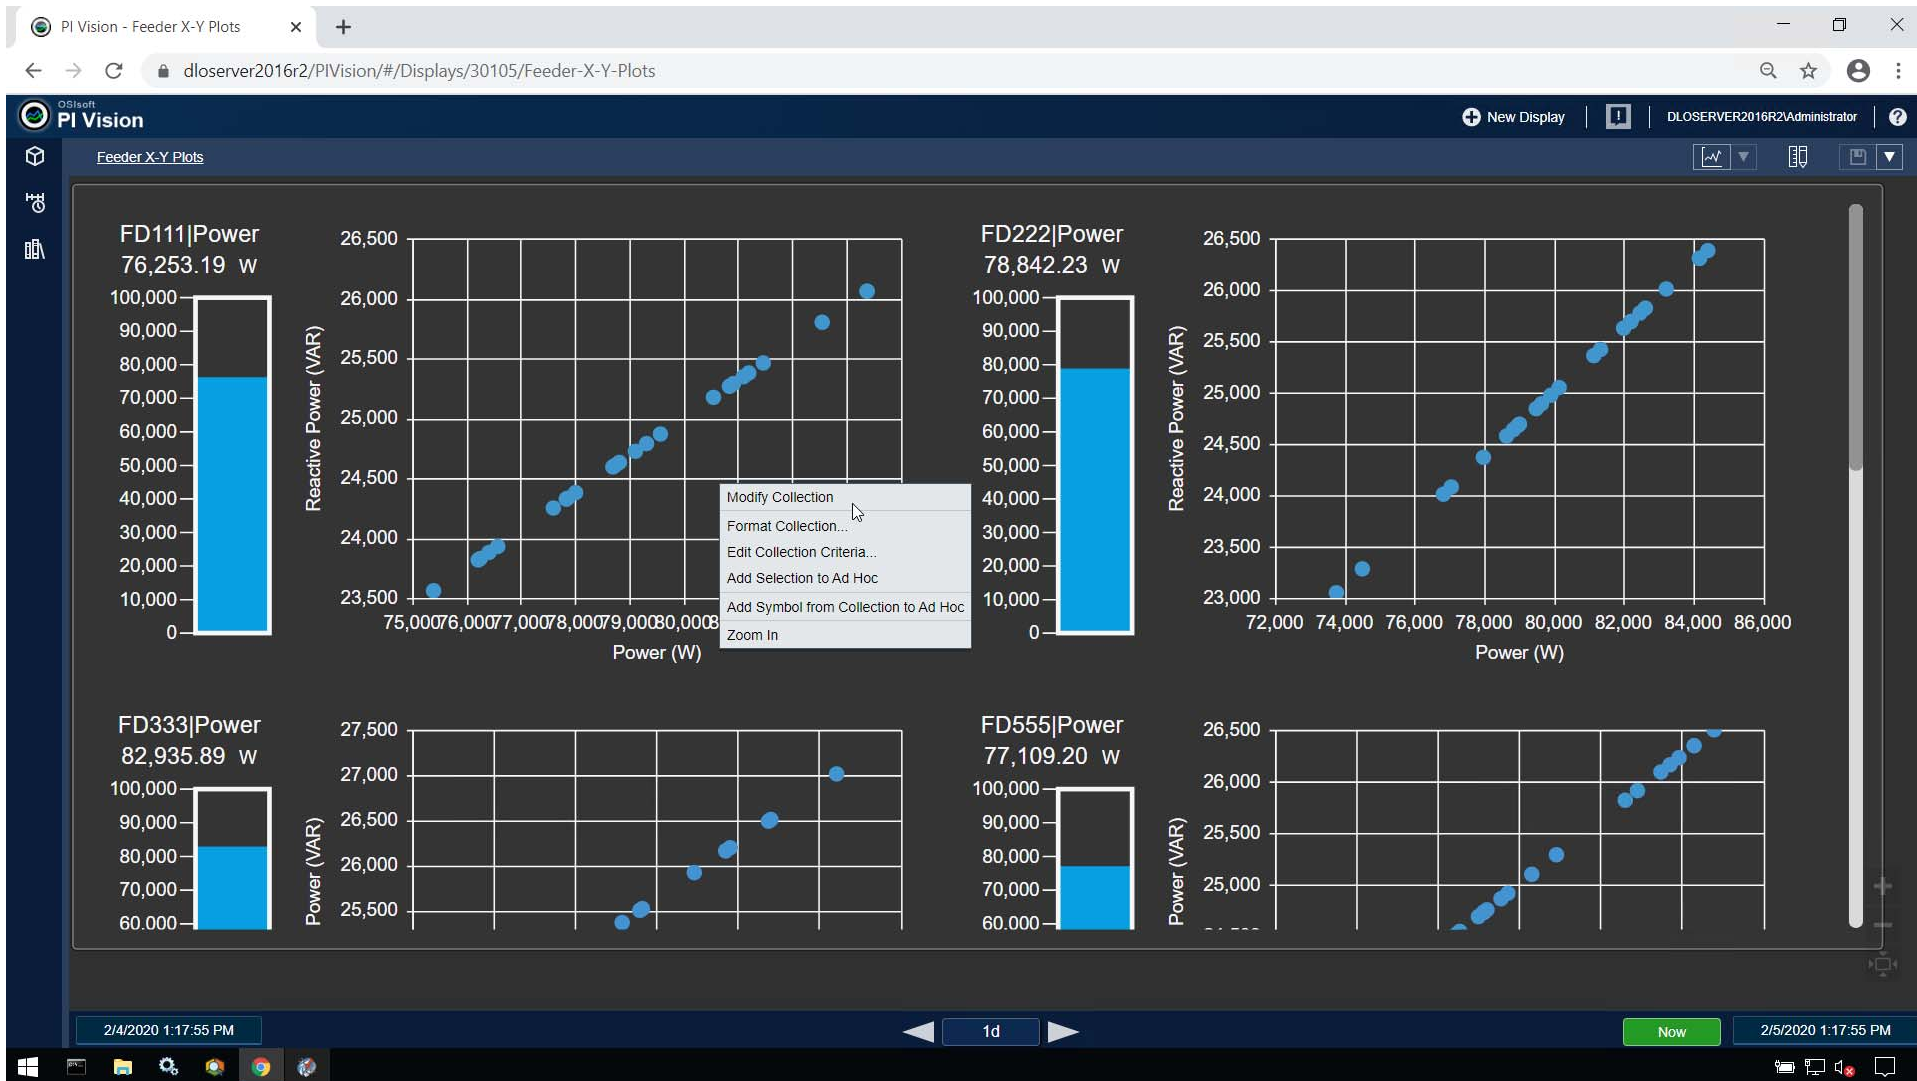 PI Vision - Feeder X-Y Plots
dloserver2016r2/PIVision/#/Displays/30105/Feeder-X-Y-Plots
OSIsoft
PI Vision
New Display
DLOSERVER2016R2\Administrator
Feeder X-Y Plots
FD111|Power
76,253.19 W
100,000
90,000
80,000
70,000
60,000
50,000
40,000
30,000
20,000
10,000
0
Reactive Power (VAR)
26,500
26,000
25,500
25,000
24,500
24,000
23,500
75,000 76,000 77,000 78,000 79,000 80,000 8
Power (W)
Modify Collection
Format Collection...
Edit Collection Criteria...
Add Selection to Ad Hoc
Add Symbol from Collection to Ad Hoc
Zoom In
FD222|Power
78,842.23 W
100,000
90,000
80,000
70,000
60,000
50,000
40,000
30,000
20,000
10,000
0
Reactive Power (VAR)
26,500
26,000
25,500
25,000
24,500
24,000
23,500
23,000
72,000 74,000 76,000 78,000 80,000 82,000 84,000 86,000
Power (W)
FD333|Power
82,935.89 W
100,000
90,000
80,000
70,000
60,000
Power (VAR)
27,500
27,000
26,500
26,000
25,500
FD555|Power
77,109.20 W
100,000
90,000
80,000
70,000
60,000
Power (VAR)
26,500
26,000
25,500
25,000
2/4/2020 1:17:55 PM
1d
Now
2/5/2020 1:17:55 PM